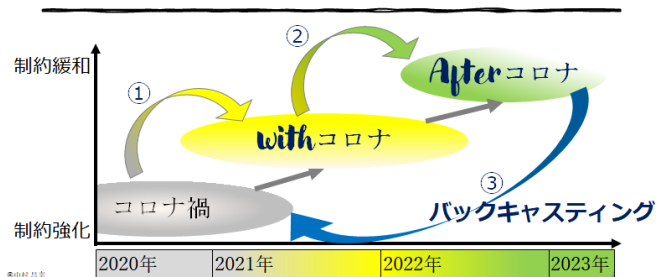 制約緩和
②
Afterコロナ
①
withコロナ
③
コロナ禍
バックキャスティング
制約強化
2020年
2021年
2022年
2023年